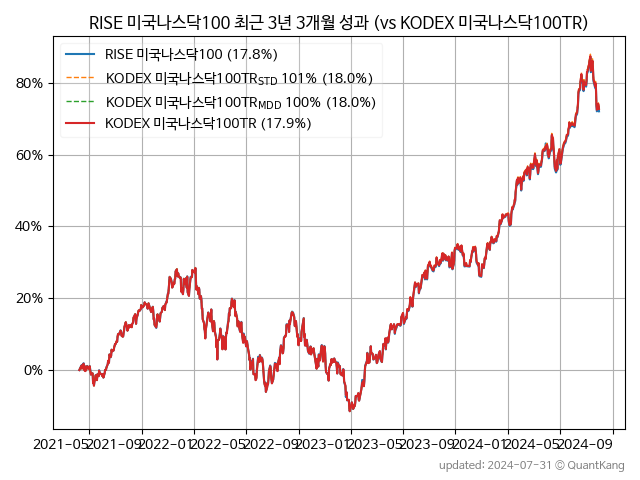 RISE 미국나스닥100 최근 3년 3개월 성과 (vs KODEX 미국나스닥100TR)
RISE 미국나스닥100 (17.8%)
KODEX 미국나스닥100TR_STD 101% (18.0%)
KODEX 미국나스닥100TR_MDD 100% (18.0%)
KODEX 미국나스닥100TR (17.9%)
80%
60%
40%
20%
0%
2021-05 2021-09 2022-01 2022-05 2022-09 2023-01 2023-05 2023-09 2024-01 2024-05 2024-09
updated: 2024-07-31 © QuantKang